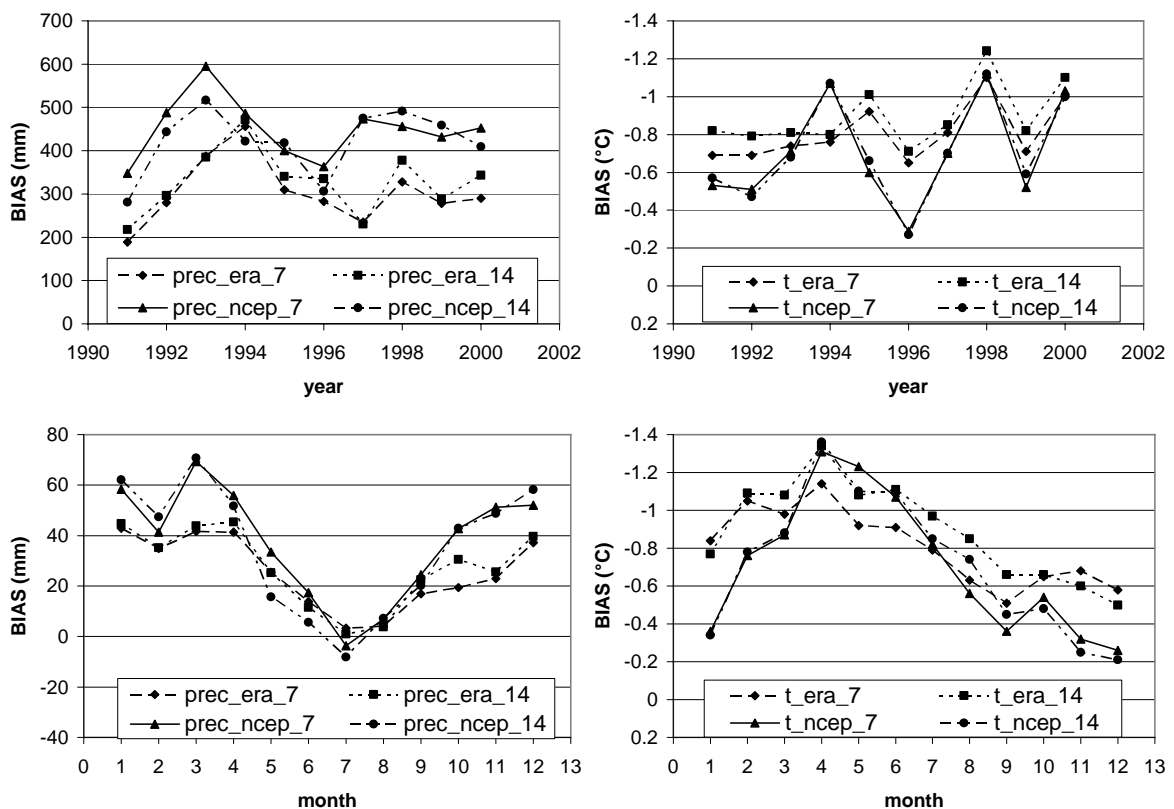 700
600
500
400
300
200
100
0
BIAS (mm)
prec_era_7 prec_era_14
prec_ncep_7 prec_ncep_14
1990 1992 1994 1996 1998 2000 2002
year
-1.4
-1.2
-1
-0.8
-0.6
-0.4
-0.2
0
0.2
BIAS (°C)
t_era_7 t_era_14
t_ncep_7 t_ncep_14
1990 1992 1994 1996 1998 2000 2002
year
80
60
40
20
0
-20
-40
BIAS (mm)
prec_era_7 prec_era_14
prec_ncep_7 prec_ncep_14
0 1 2 3 4 5 6 7 8 9 10 11 12 13
month
-1.4
-1.2
-1
-0.8
-0.6
-0.4
-0.2
0
0.2
BIAS (°C)
t_era_7 t_era_14
t_ncep_7 t_ncep_14
0 1 2 3 4 5 6 7 8 9 10 11 12 13
month